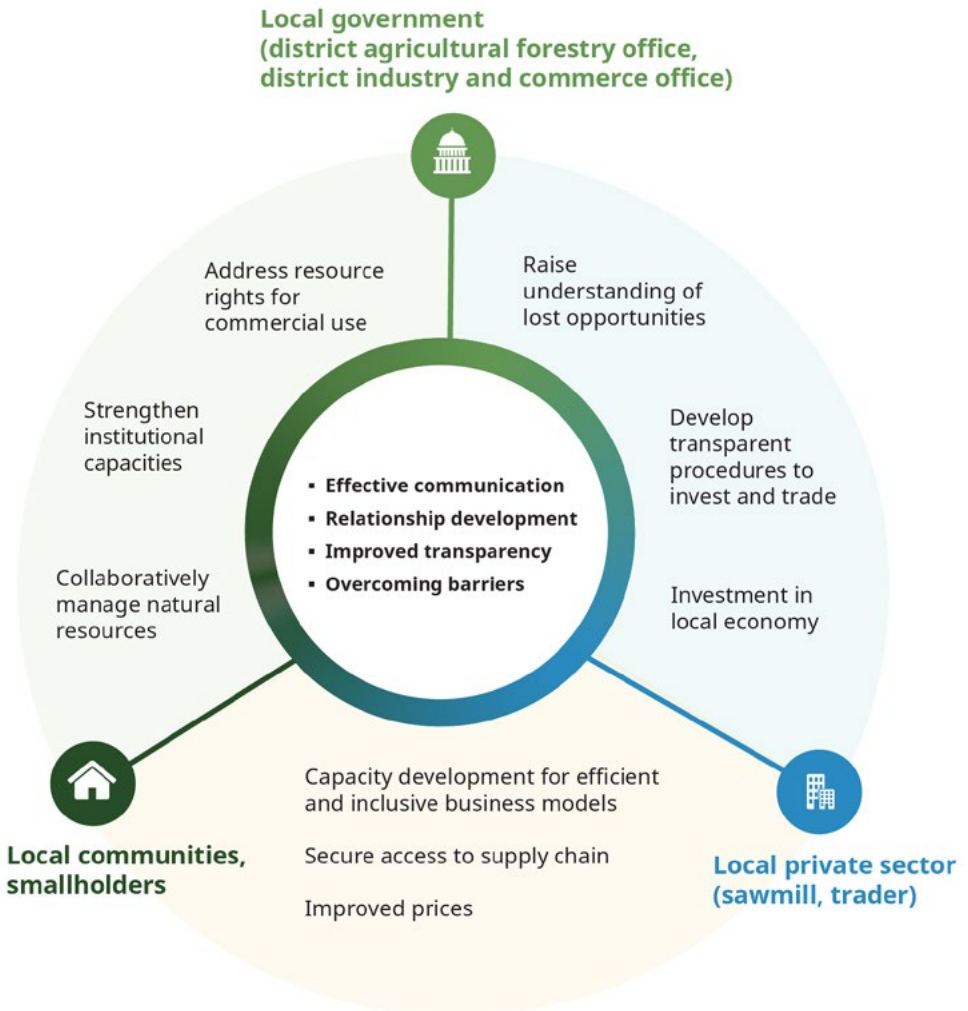 Local government
(district agricultural forestry office,
district industry and commerce office)
Address resource
rights for
commercial use
Raise
understanding of
lost opportunities
Strengthen
institutional
capacities
Develop
transparent
procedures to
invest and trade
▪ Effective communication
▪ Relationship development
▪ Improved transparency
▪ Overcoming barriers
Collaboratively
manage natural
resources
Investment in
local economy
Capacity development for efficient
and inclusive business models
Secure access to supply chain
Improved prices
Local communities,
smallholders
Local private sector
(sawmill, trader)